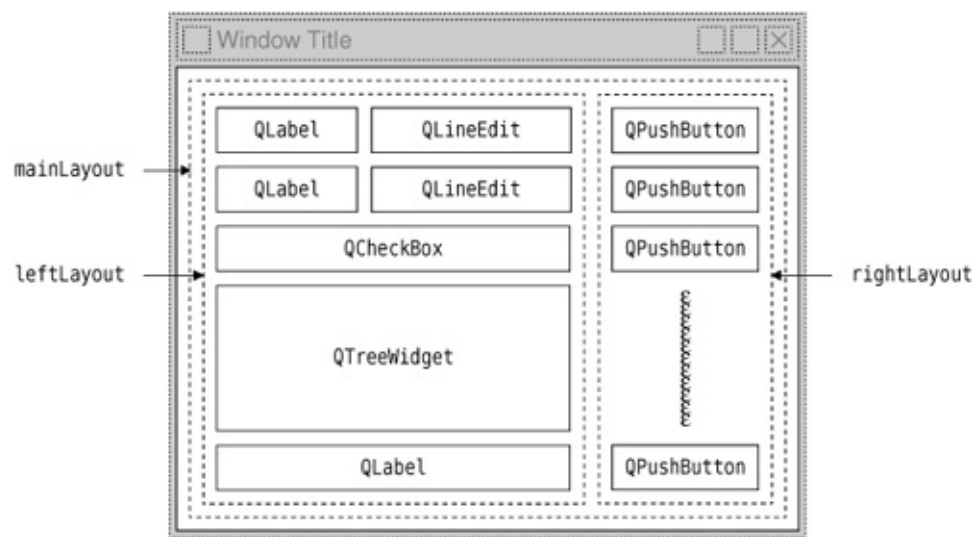 Window Title
QLabel QLineEdit QPushButton
mainLayout
QLabel QLineEdit QPushButton
QCheckBox QPushButton
leftLayout rightLayout
QTreeWidget
QLabel QPushButton